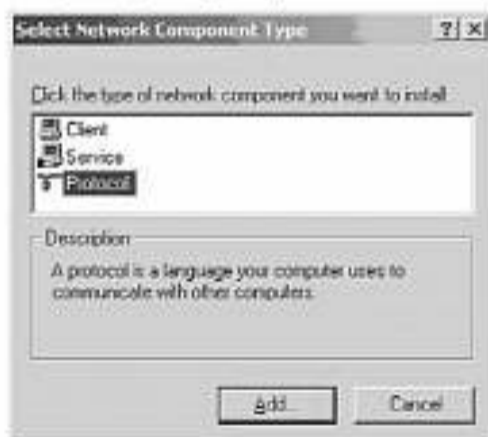 Select Network Component Type
Click the type of network component you want to install:
Client
Service
Protocol
Description
A protocol is a language your computer uses to
communicate with other computers.
Add...
Cancel